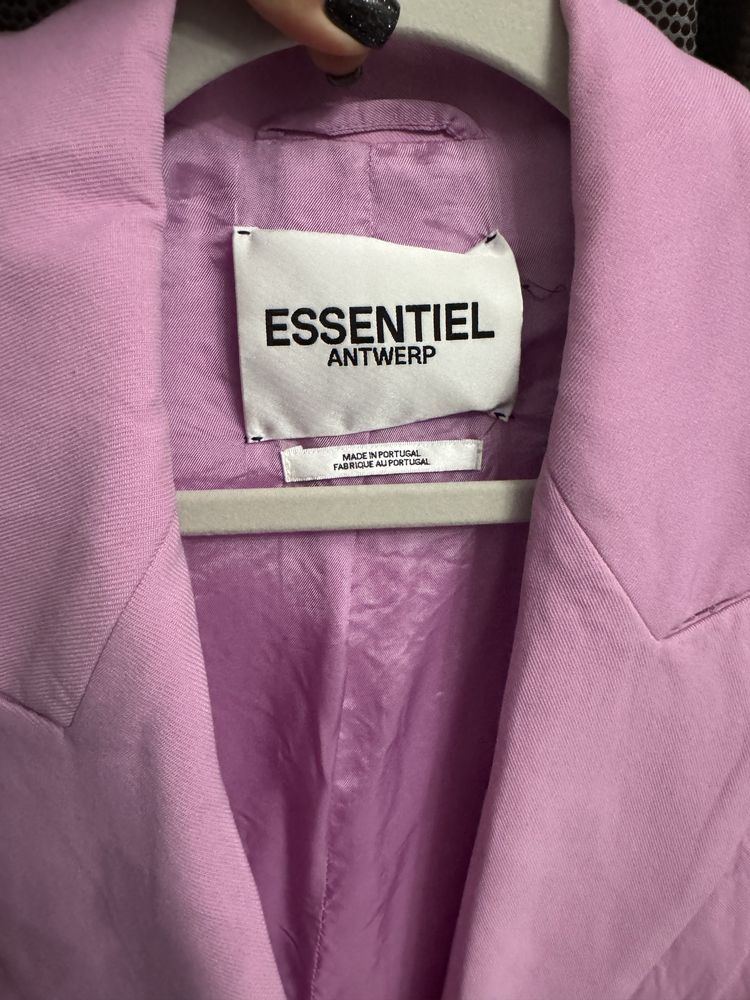 ESSENTIEL
ANTWERP
MADE IN PORTUGAL
FABRIQUE AU PORTUGAL